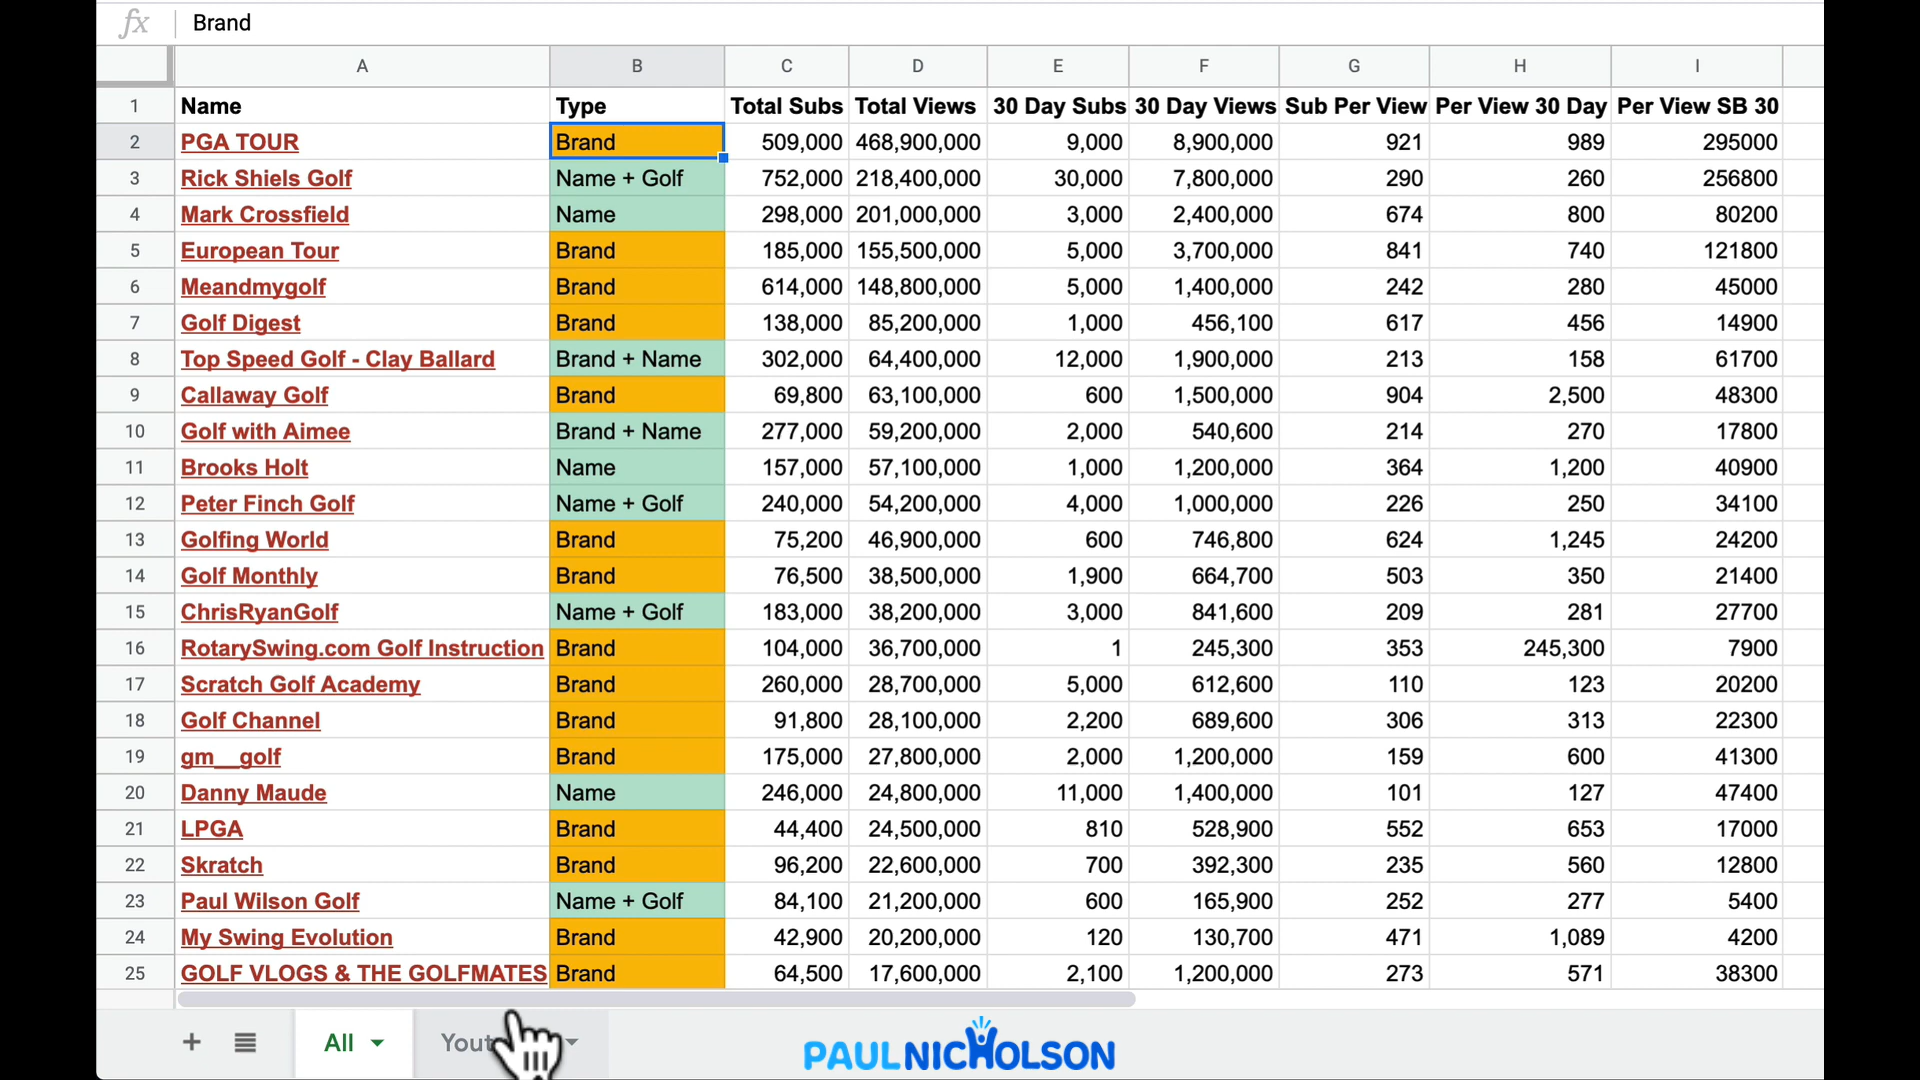 fx Brand
A B C D E F G H I
1 Name Type Total Subs Total Views 30 Day Subs 30 Day Views Sub Per View Per View 30 Day Per View SB 30
2 PGA TOUR Brand 509,000 468,900,000 9,000 8,900,000 921 989 295000
3 Rick Shiels Golf Name + Golf 752,000 218,400,000 30,000 7,800,000 290 260 256800
4 Mark Crossfield Name 298,000 201,000,000 3,000 2,400,000 674 800 80200
5 European Tour Brand 185,000 155,500,000 5,000 3,700,000 841 740 121800
6 Meandmygolf Brand 614,000 148,800,000 5,000 1,400,000 242 280 45000
7 Golf Digest Brand 138,000 85,200,000 1,000 456,100 617 456 14900
8 Top Speed Golf - Clay Ballard Brand + Name 302,000 64,400,000 12,000 1,900,000 213 158 61700
9 Callaway Golf Brand 69,800 63,100,000 600 1,500,000 904 2,500 48300
10 Golf with Aimee Brand + Name 277,000 59,200,000 2,000 540,600 214 270 17800
11 Brooks Holt Name 157,000 57,100,000 1,000 1,200,000 364 1,200 40900
12 Peter Finch Golf Name + Golf 240,000 54,200,000 4,000 1,000,000 226 250 34100
13 Golfing World Brand 75,200 46,900,000 600 746,800 624 1,245 24200
14 Golf Monthly Brand 76,500 38,500,000 1,900 664,700 503 350 21400
15 ChrisRyanGolf Name + Golf 183,000 38,200,000 3,000 841,600 209 281 27700
16 RotarySwing.com Golf Instruction Brand 104,000 36,700,000 1 245,300 353 245,300 7900
17 Scratch Golf Academy Brand 260,000 28,700,000 5,000 612,600 110 123 20200
18 Golf Channel Brand 91,800 28,100,000 2,200 689,600 306 313 22300
19 gm__golf Brand 175,000 27,800,000 2,000 1,200,000 159 600 41300
20 Danny Maude Name 246,000 24,800,000 11,000 1,400,000 101 127 47400
21 LPGA Brand 44,400 24,500,000 810 528,900 552 653 17000
22 Skratch Brand 96,200 22,600,000 700 392,300 235 560 12800
23 Paul Wilson Golf Name + Golf 84,100 21,200,000 600 165,900 252 277 5400
24 My Swing Evolution Brand 42,900 20,200,000 120 130,700 471 1,089 4200
25 GOLF VLOGS & THE GOLFMATES Brand 64,500 17,600,000 2,100 1,200,000 273 571 38300
+ All PAULNICHOLSON